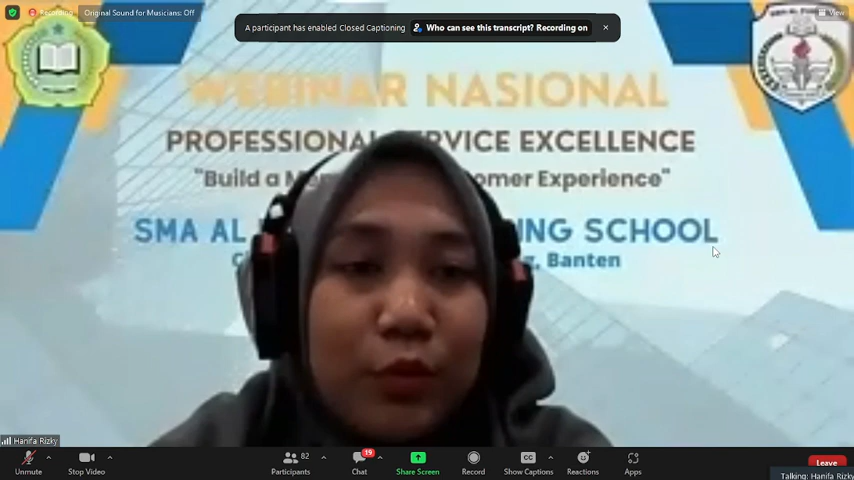 Recording
Original Sound for Musicians: Off
A participant has enabled Closed Captioning
Who can see this transcript? Recording on
View
WEBINAR NASIONAL
PROFESSIONAL SERVICE EXCELLENCE
"Build a omer Experience"
SMA AL ING SCHOOL
g, Banten
Hanifa Rizky
82
19
CC
Unmute
Stop Video
Participants
Chat
Share Screen
Record
Show Captions
Reactions
Apps
Leave
Talking: Hanifa Rizky